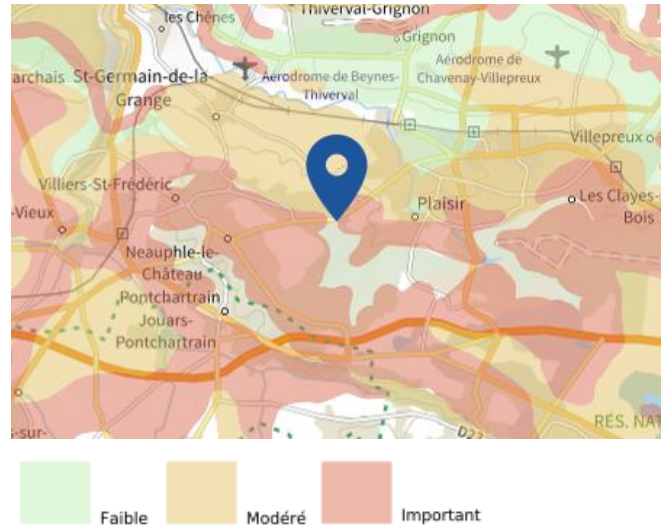 les Chênes
Thiverval-Grignon
Grignon
Aérodrome de
Chavenay-Villepreux
archais St-Germain-de-la-
Grange
Aérodrome de Beynes-
Thiverval
Villepreux
Villiers-St-Frédéric
Plaisir
Les Clayes-
Bois
-Vieux
Neauphle-le-
Château
Pontchartrain
Jouars-
Pontchartrain
RÉS. NAT
s-sur-
D23
Faible Modéré Important